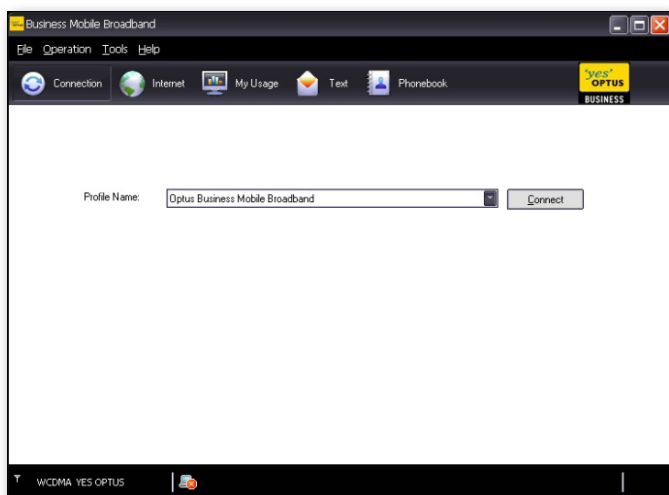 Business Mobile Broadband
File Operation Tools Help
Connection Internet My Usage Text Phonebook
'yes'
OPTUS
BUSINESS
Profile Name: Optus Business Mobile Broadband Connect
WCDMA YES OPTUS